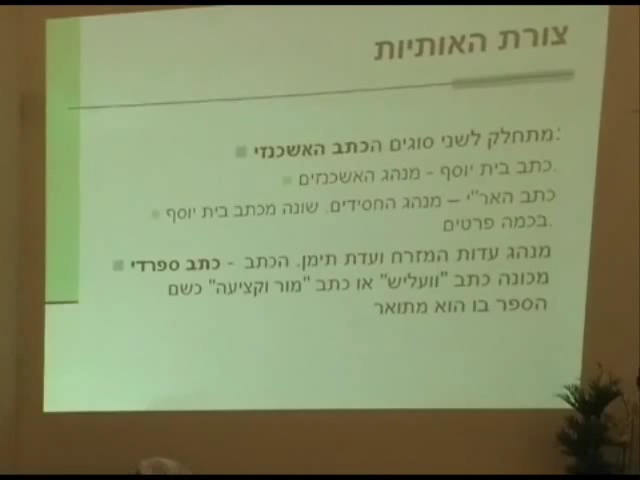 צורת האותיות
הכתב האשכנזי מתחלק לשני סוגים:
כתב בית יוסף - מנהג האשכנזים.
כתב האר"י – מנהג החסידים. שונה מכתב בית יוסף
בכמה פרטים.
כתב ספרדי - מנהג עדות המזרח ועדת תימן. הכתב
מכונה כתב "וועליש" או כתב "מור וקציעה" כשם
הספר בו הוא מתואר